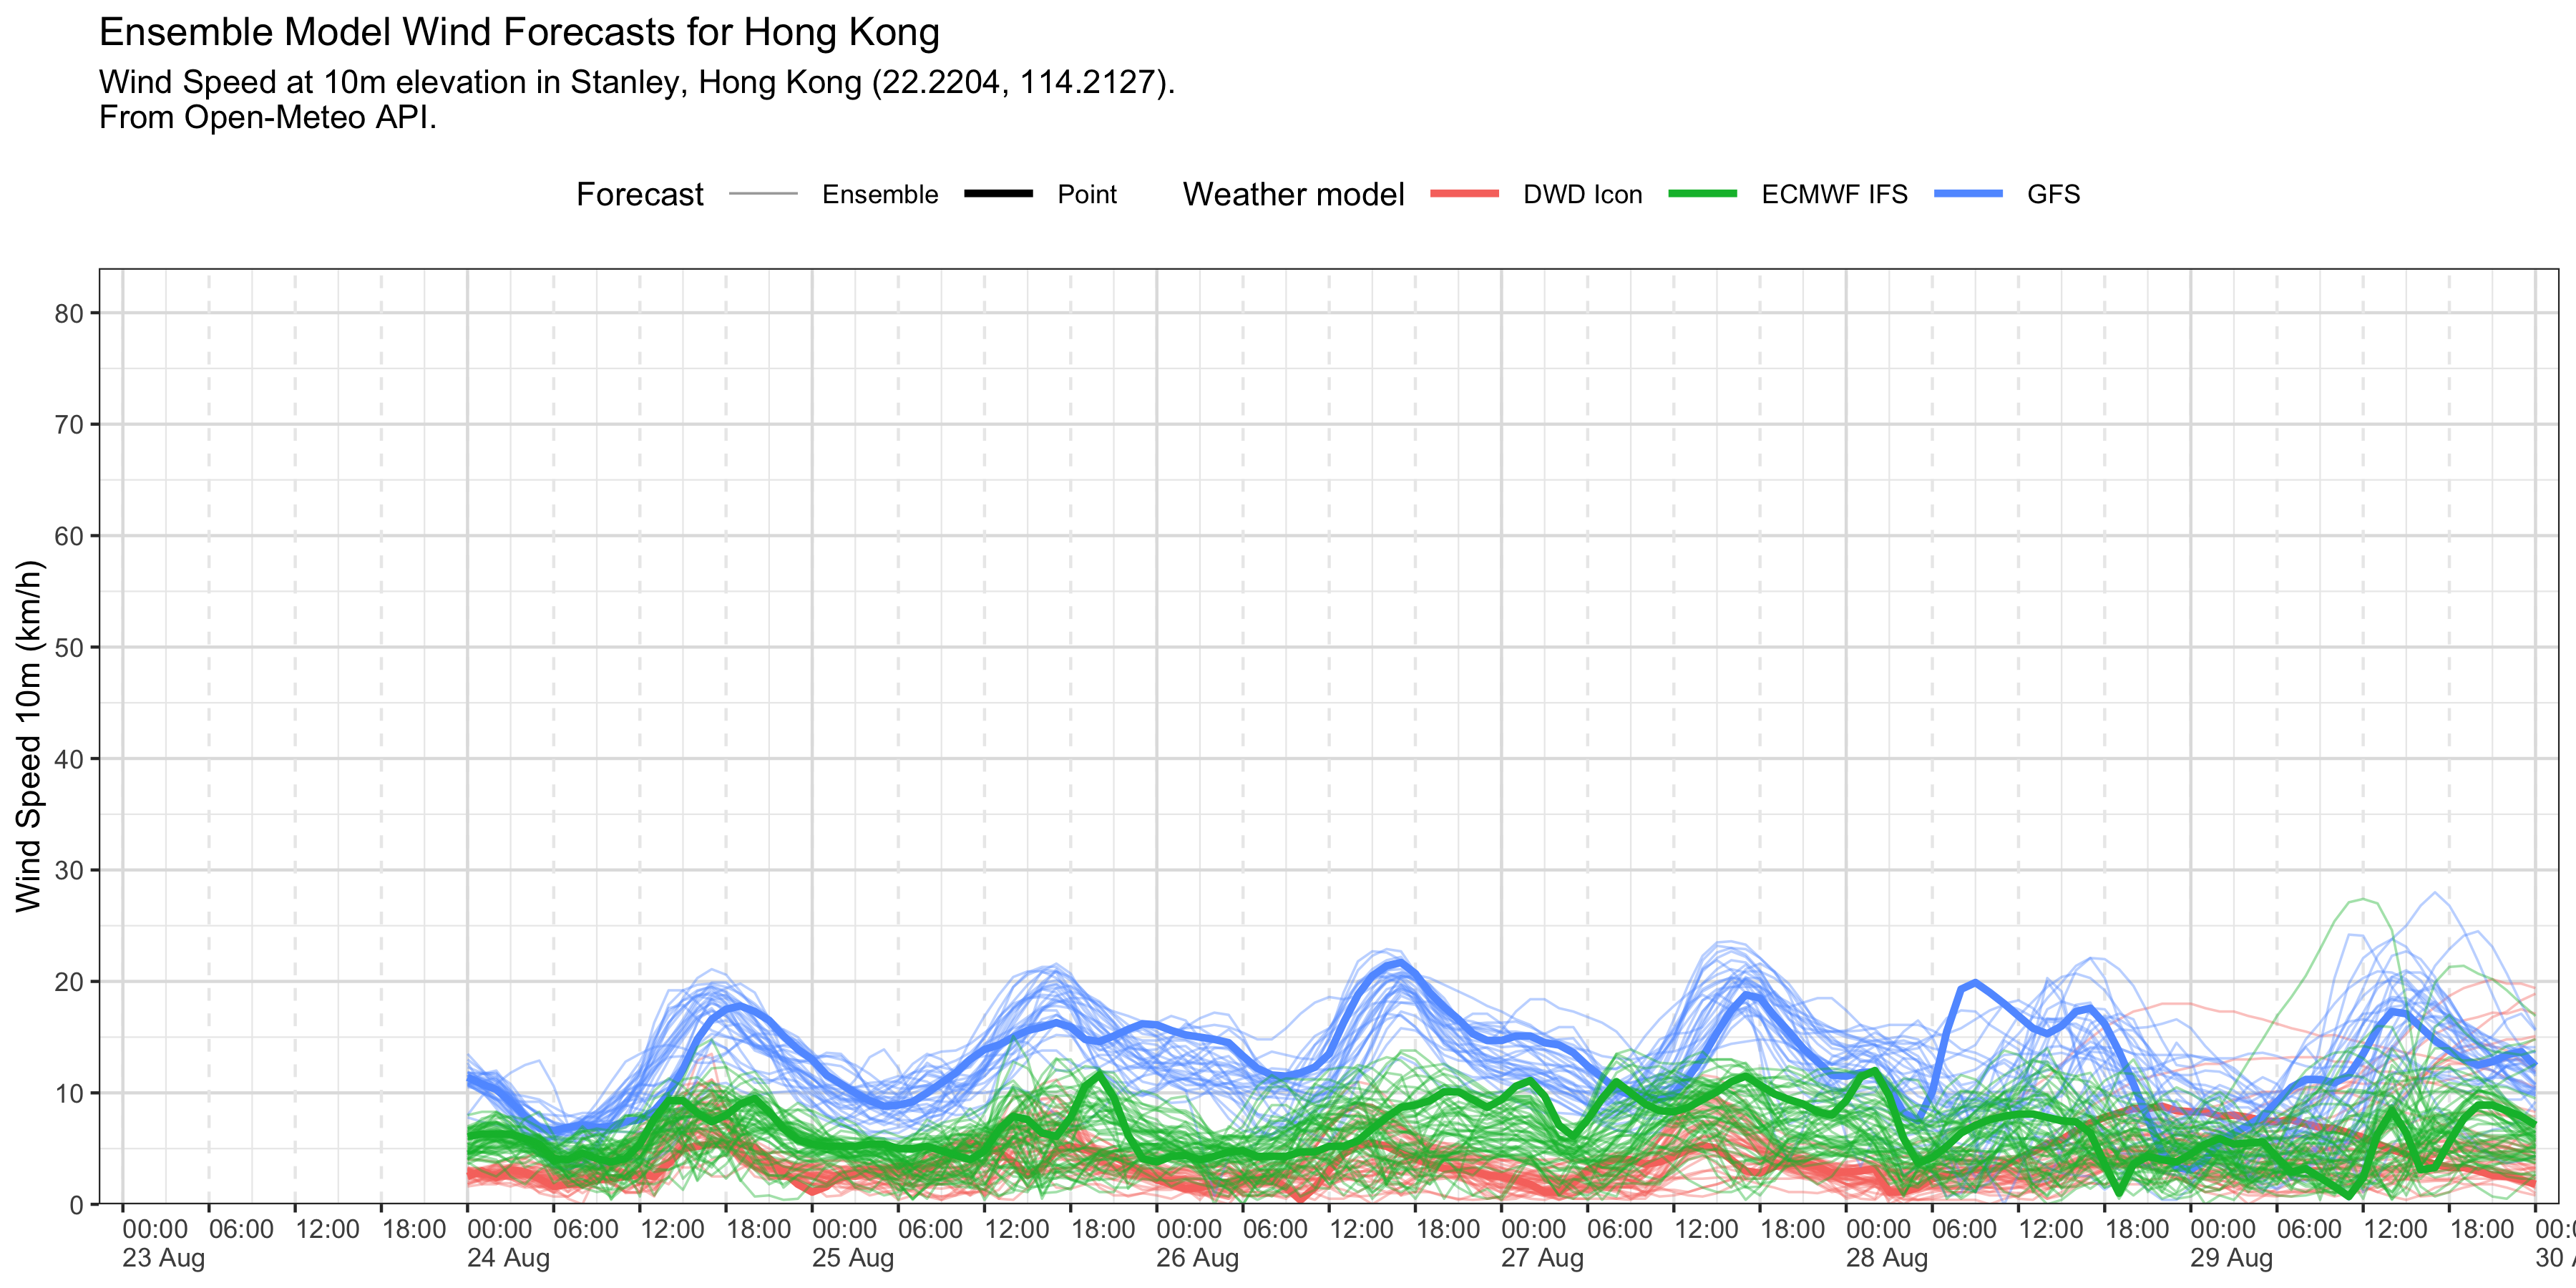 Ensemble Model Wind Forecasts for Hong Kong
Wind Speed at 10m elevation in Stanley, Hong Kong (22.2204, 114.2127).
From Open-Meteo API.
Forecast Ensemble Point Weather model DWD Icon ECMWF IFS GFS
Wind Speed 10m (km/h)
80
70
60
50
40
30
20
10
0
00:00 06:00 12:00 18:00 00:00 06:00 12:00 18:00 00:00 06:00 12:00 18:00 00:00 06:00 12:00 18:00 00:00 06:00 12:00 18:00 00:00 06:00 12:00 18:00 00:00 06:00 12:00 18:00
23 Aug 24 Aug 25 Aug 26 Aug 27 Aug 28 Aug 29 Aug 30